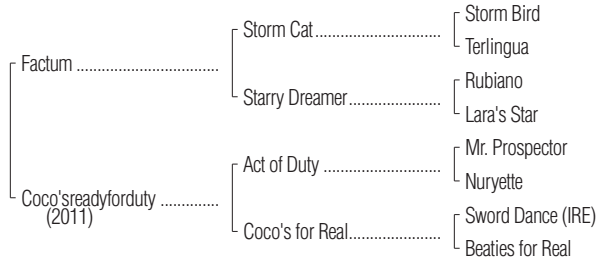 Storm Bird
Storm Cat......................................
Terlingua
Factum ...........................................
Rubiano
Starry Dreamer............................
Lara's Star
Mr. Prospector
Act of Duty ...................................
Nuryette
Coco'sreadyforduty .................
(2011)
Sword Dance (IRE)
Coco's for Real............................
Beaties for Real